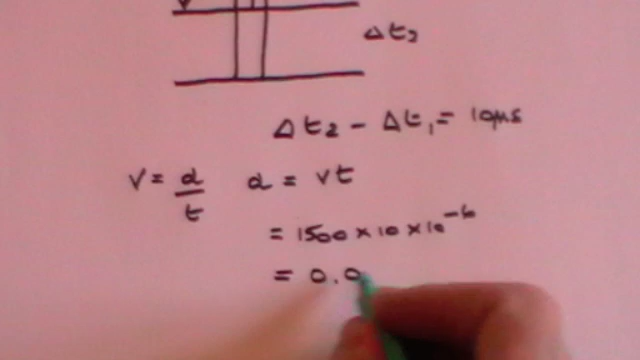 Δt₂
Δt₂ - Δt₁ = 10μs
v = d/t d = vt
= 1500 × 10 × 10⁻⁶
= 0.0